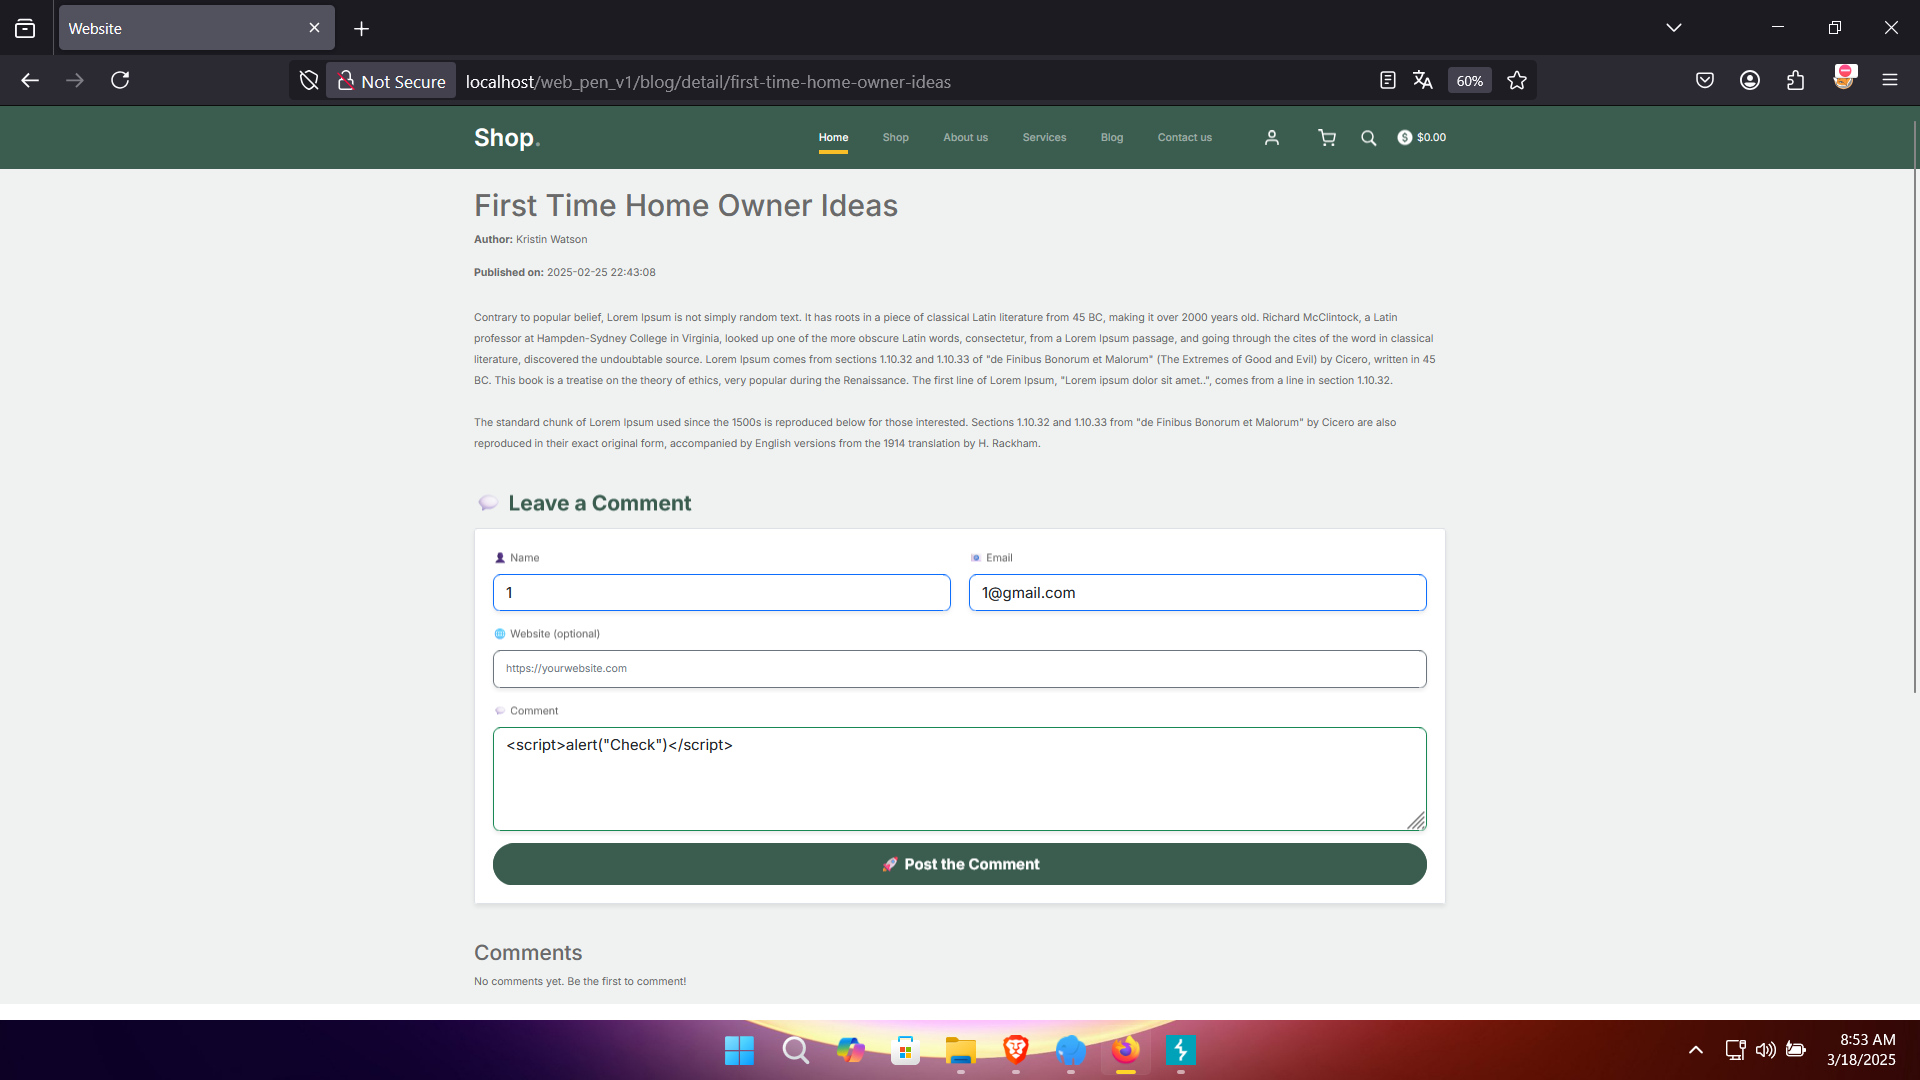 Website
Not Secure
localhost/web_pen_v1/blog/detail/first-time-home-owner-ideas
60%
Shop.
Home
Shop
About us
Services
Blog
Contact us
$0.00
First Time Home Owner Ideas
Author: Kristin Watson
Published on: 2025-02-25 22:43:08
Contrary to popular belief, Lorem Ipsum is not simply random text. It has roots in a piece of classical Latin literature from 45 BC, making it over 2000 years old. Richard McClintock, a Latin
professor at Hampden-Sydney College in Virginia, looked up one of the more obscure Latin words, consectetur, from a Lorem Ipsum passage, and going through the cites of the word in classical
literature, discovered the undoubtable source. Lorem Ipsum comes from sections 1.10.32 and 1.10.33 of "de Finibus Bonorum et Malorum" (The Extremes of Good and Evil) by Cicero, written in 45
BC. This book is a treatise on the theory of ethics, very popular during the Renaissance. The first line of Lorem Ipsum, "Lorem ipsum dolor sit amet..", comes from a line in section 1.10.32.
The standard chunk of Lorem Ipsum used since the 1500s is reproduced below for those interested. Sections 1.10.32 and 1.10.33 from "de Finibus Bonorum et Malorum" by Cicero are also
reproduced in their exact original form, accompanied by English versions from the 1914 translation by H. Rackham.
Leave a Comment
Name
Email
1
1@gmail.com
Website (optional)
https://yourwebsite.com
Comment
<script>alert("Check")</script>
Post the Comment
Comments
No comments yet. Be the first to comment!
8:53 AM
3/18/2025